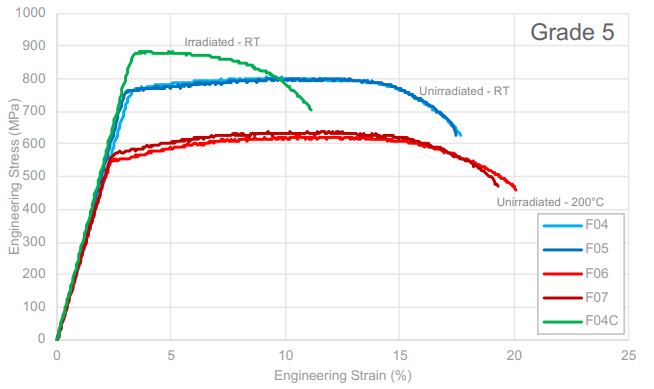 Grade 5
1000
900
800
700
600
500
400
300
200
100
0
Engineering Stress (MPa)
Irradiated - RT
Unirradiated - RT
Unirradiated - 200°C
F04
F05
F06
F07
F04C
0
5
10
15
20
25
Engineering Strain (%)